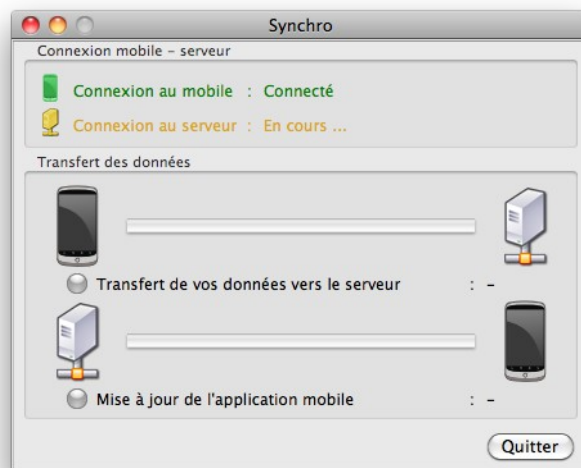 Synchro
Connexion mobile - serveur
Connexion au mobile : Connecté
Connexion au serveur : En cours ...
Transfert des données
Transfert de vos données vers le serveur : -
Mise à jour de l'application mobile : -
Quitter